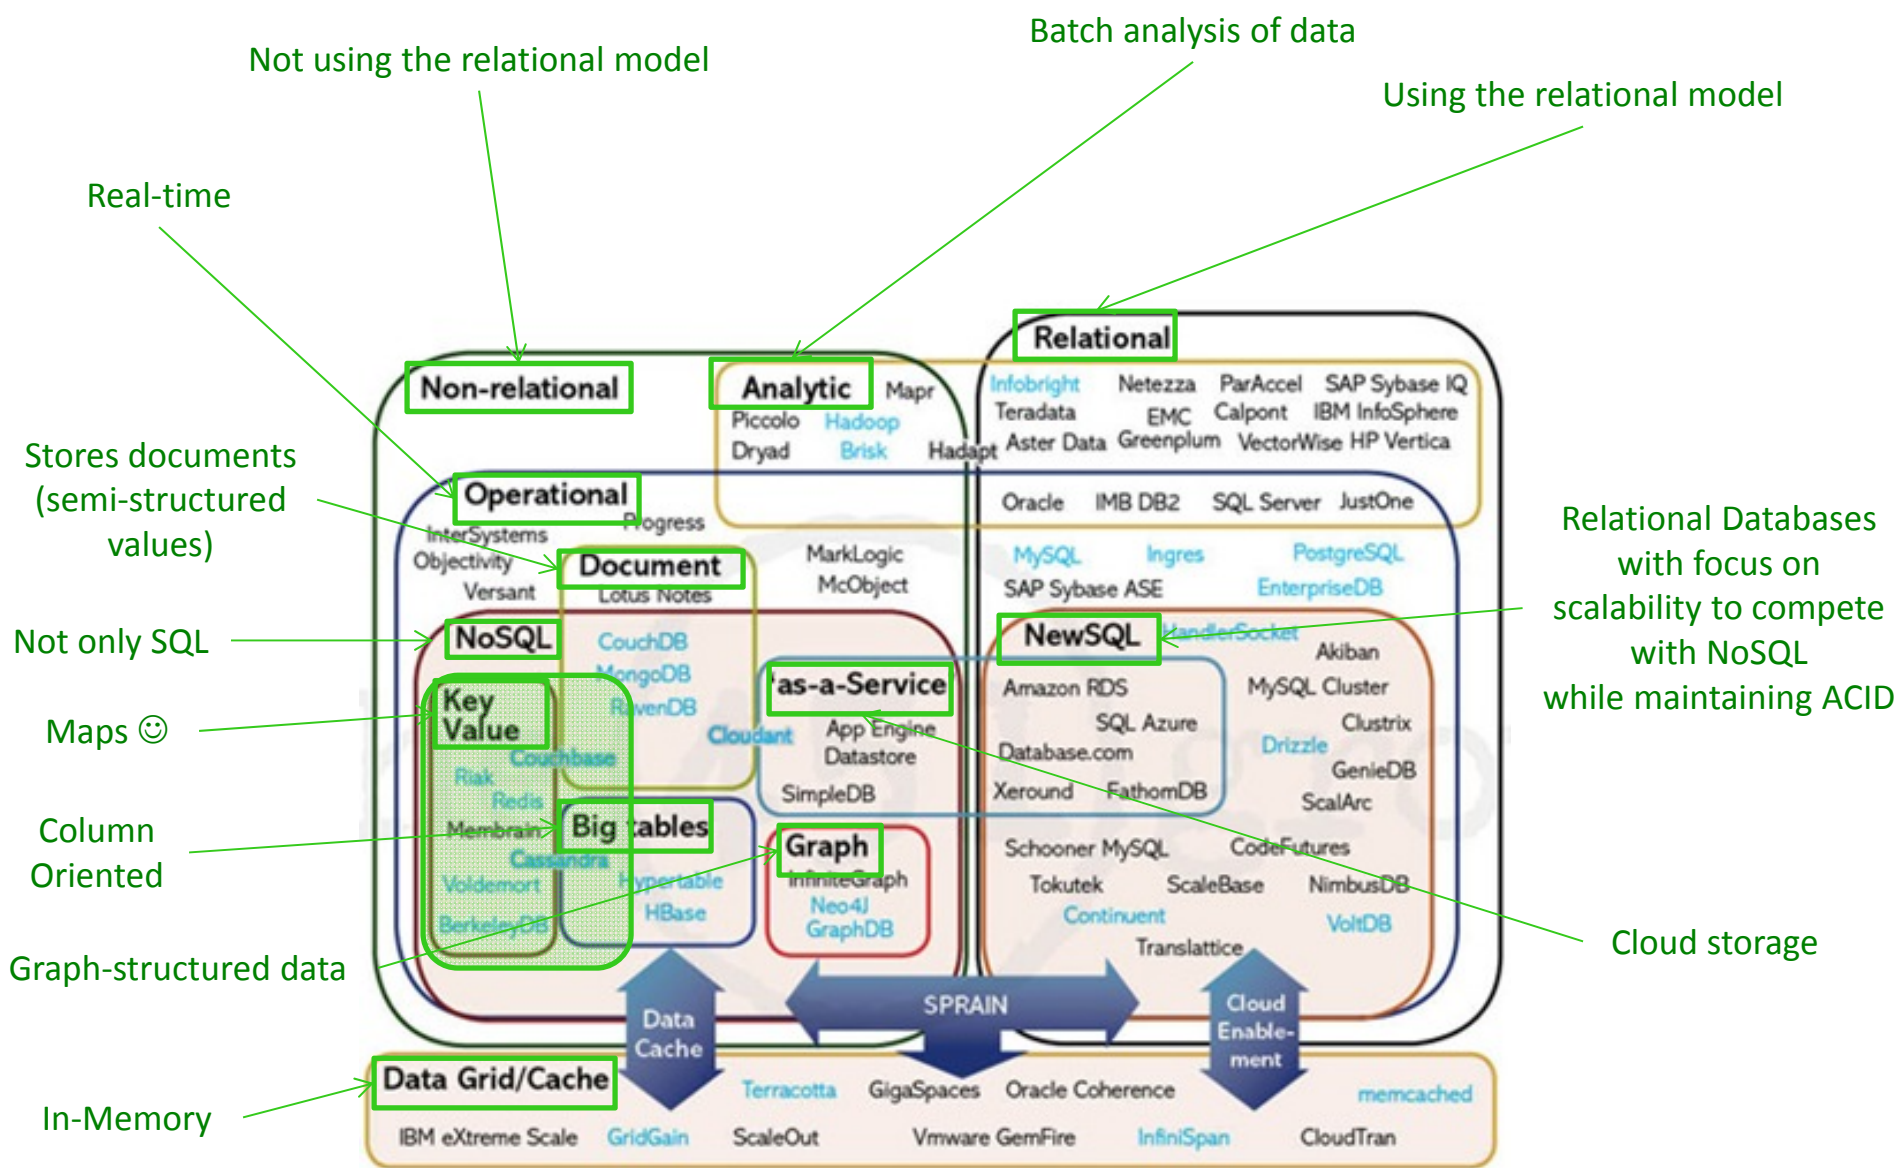 Batch analysis of data
Not using the relational model
Using the relational model
Real-time
Relational
Non-relational
Analytic
Mapr
Infobright
Netezza
ParAccel
SAP Sybase IQ
Piccolo
Hadoop
Teradata
EMC
Calpont
IBM InfoSphere
Dryad
Brisk
Hadapt
Aster Data
Greenplum
VectorWise
HP Vertica
Stores documents
(semi-structured
values)
Operational
Oracle
IMB DB2
SQL Server
JustOne
InterSystems
Progress
Objectivity
Versant
Document
Lotus Notes
MarkLogic
McObject
MySQL
Ingres
PostgreSQL
SAP Sybase ASE
EnterpriseDB
Relational Databases
with focus on
scalability to compete
with NoSQL
while maintaining ACID
Not only SQL
NoSQL
CouchDB
MongoDB
RavenDB
NewSQL
HandlerSocket
Akiban
'as-a-Service
Amazon RDS
MySQL Cluster
Maps ☺
Key
Value
Couchbase
Cloudant
App Engine
Datastore
SQL Azure
Clustrix
Database.com
Drizzle
GenieDB
Riak
Redis
SimpleDB
Xeround
FathomDB
ScalArc
Column
Oriented
Membrain
Big tables
Cassandra
Graph
Schooner MySQL
CodeFutures
Voldemort
Hypertable
InfiniteGraph
Tokutek
ScaleBase
NimbusDB
BerkeleyDB
HBase
Neo4J
GraphDB
Continuent
VoltDB
Translattice
Cloud storage
Graph-structured data
Data
Cache
SPRAIN
Cloud
Enable-
ment
Data Grid/Cache
Terracotta
GigaSpaces
Oracle Coherence
memcached
In-Memory
IBM eXtreme Scale
GridGain
ScaleOut
Vmware GemFire
InfiniSpan
CloudTran